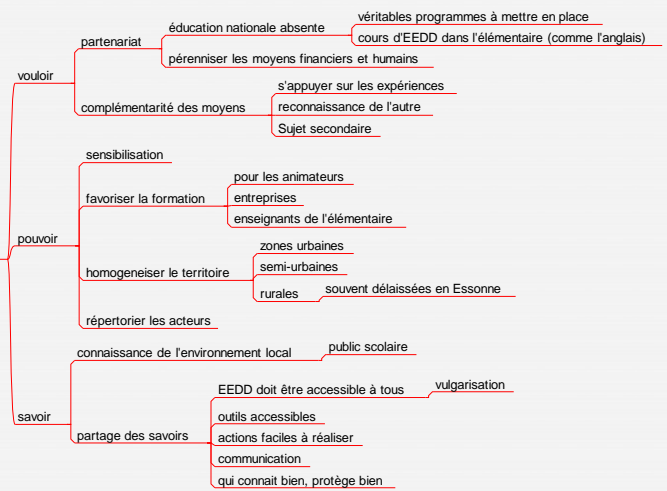 vouloir
partenariat
éducation nationale absente
véritables programmes à mettre en place
cours d'EEDD dans l'élémentaire (comme l'anglais)
pérenniser les moyens financiers et humains
complémentarité des moyens
s'appuyer sur les expériences
reconnaissance de l'autre
Sujet secondaire
pouvoir
sensibilisation
favoriser la formation
pour les animateurs
entreprises
enseignants de l'élémentaire
homogeneiser le territoire
zones urbaines
semi-urbaines
rurales
souvent délaissées en Essonne
répertorier les acteurs
savoir
connaissance de l'environnement local
public scolaire
partage des savoirs
EEDD doit être accessible à tous
vulgarisation
outils accessibles
actions faciles à réaliser
communication
qui connait bien, protège bien